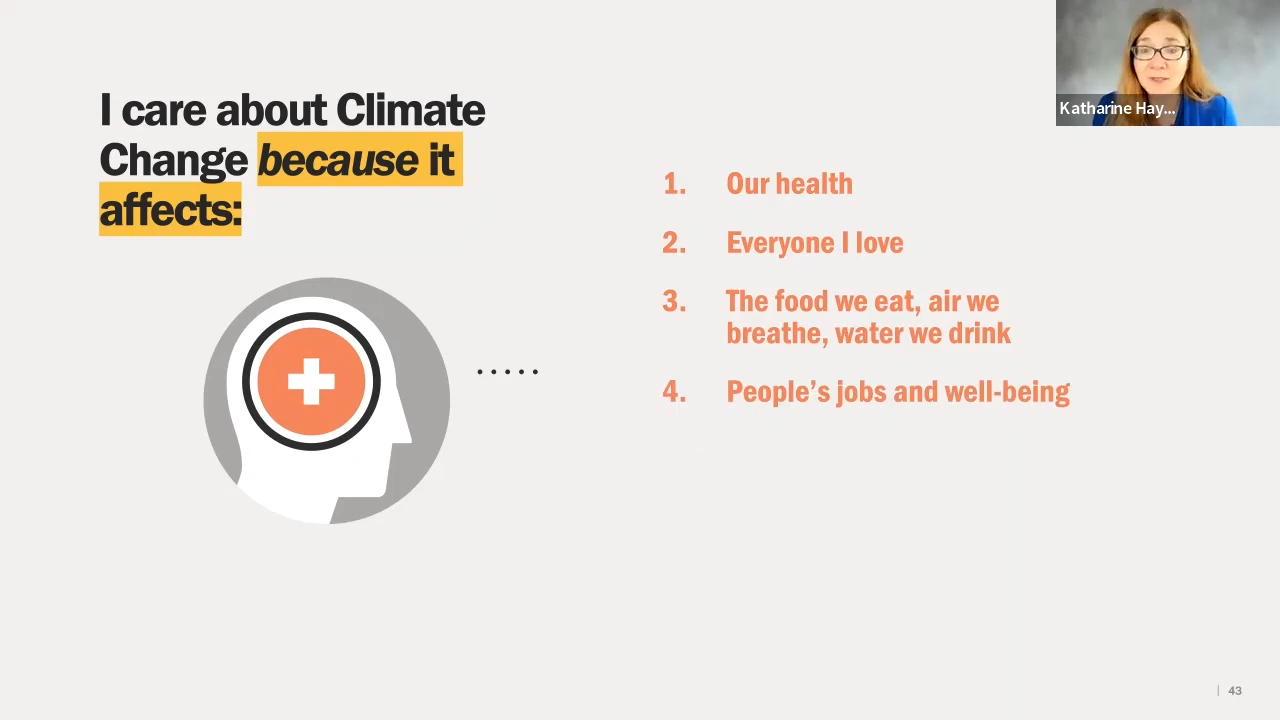 I care about Climate
Change because it
affects:
1. Our health
2. Everyone I love
3. The food we eat, air we
breathe, water we drink
4. People’s jobs and well-being
Katharine Hay...
| 43